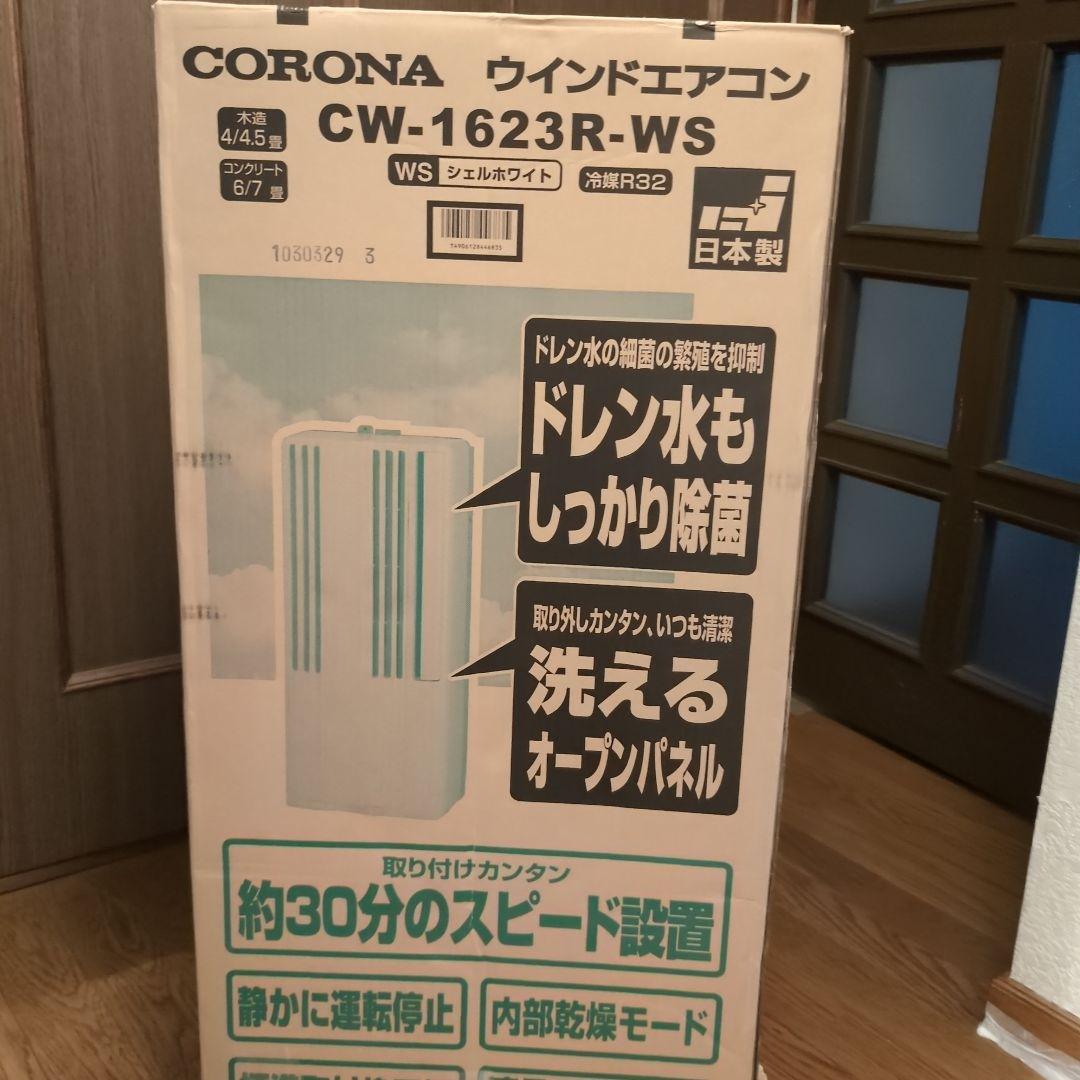 CORONA ウインドエアコン
木造
4/4.5畳
CW-1623R-WS
コンクリート
6/7畳
WS シェルホワイト
冷媒R32
日本製
1030329 3
ドレン水の細菌の繁殖を抑制
ドレン水も
しっかり除菌
取り外しカンタン、いつも清潔
洗える
オープンパネル
取り付けカンタン
約30分のスピード設置
静かに運転停止
内部乾燥モード